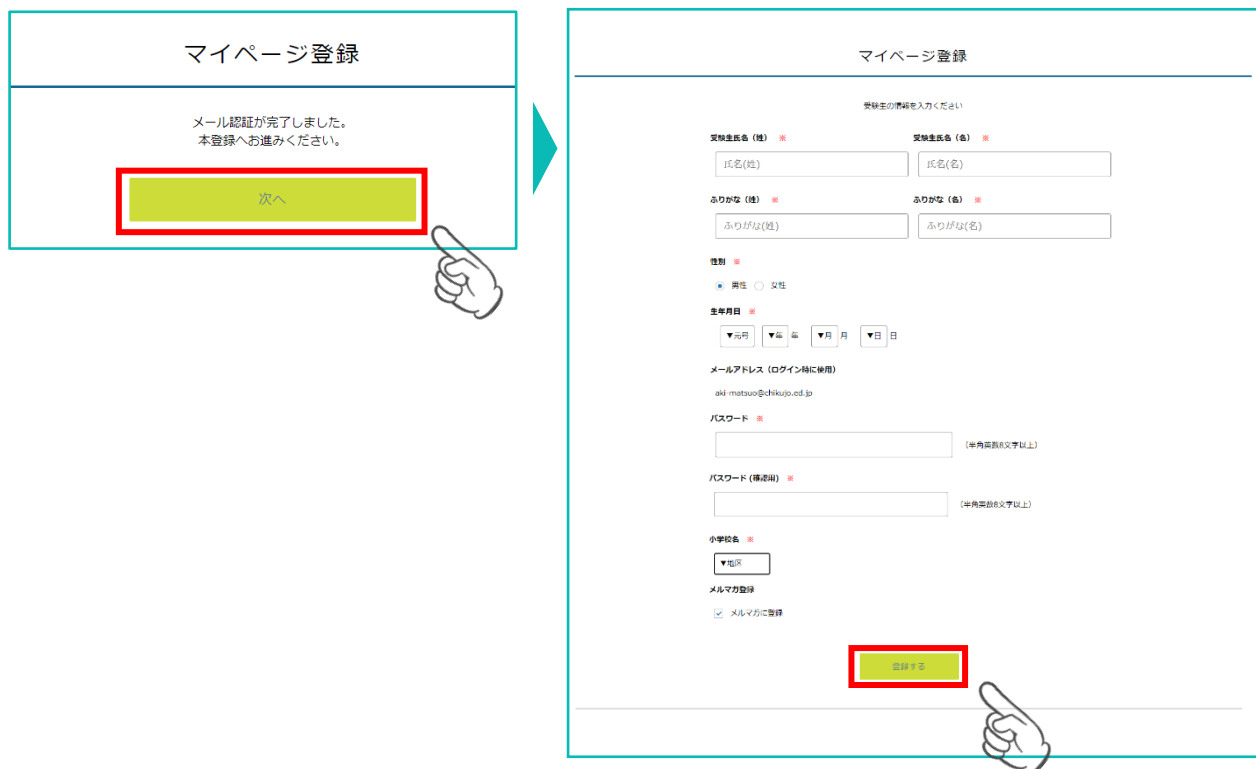 マイページ登録
メール認証が完了しました。
本登録へお進みください。
次へ
マイページ登録
受験生の情報を入力ください
受験生氏名（姓） ※ 受験生氏名（名） ※
氏名(姓) 氏名(名)
ふりがな（姓） ※ ふりがな（名） ※
ふりがな(姓) ふりがな(名)
性別 ※
男性 女性
生年月日 ※
▼元号 ▼年 年 ▼月 月 ▼日 日
メールアドレス（ログイン時に使用）
aki-matsuo@chikujo.ed.jp
パスワード ※
（半角英数8文字以上）
パスワード (確認用) ※
（半角英数8文字以上）
小学校名 ※
▼地区
メルマガ登録
メルマガに登録
登録する